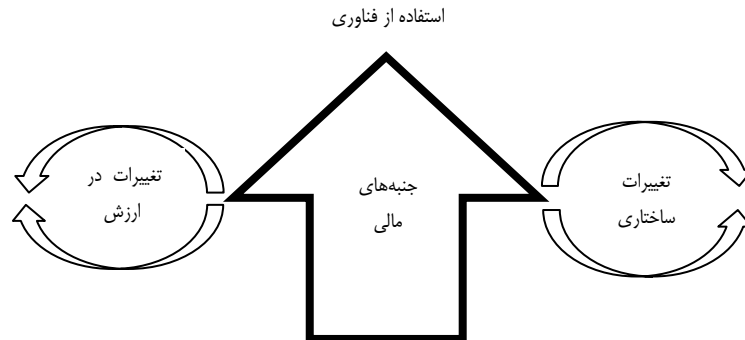 استفاده از فناوری
تغییرات
ساختاری
جنبه‌های
مالی
تغییرات در
ارزش